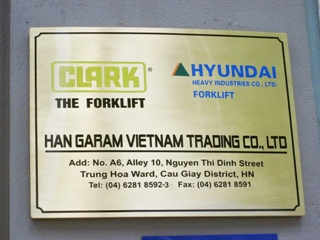 CLARK®
THE FORKLIFT
HYUNDAI
HEAVY INDUSTRIES CO., LTD.
FORKLIFT
HAN GARAM VIETNAM TRADING CO., LTD
Add: No. A6, Alley 10, Nguyen Thi Dinh Street
Trung Hoa Ward, Cau Giay District, HN
Tel: (04) 6281 8592-3 Fax: (04) 6281 8591